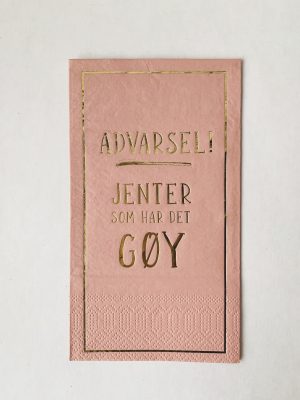 ADVARSEL!
JENTER
SOM HAR DET
GØY